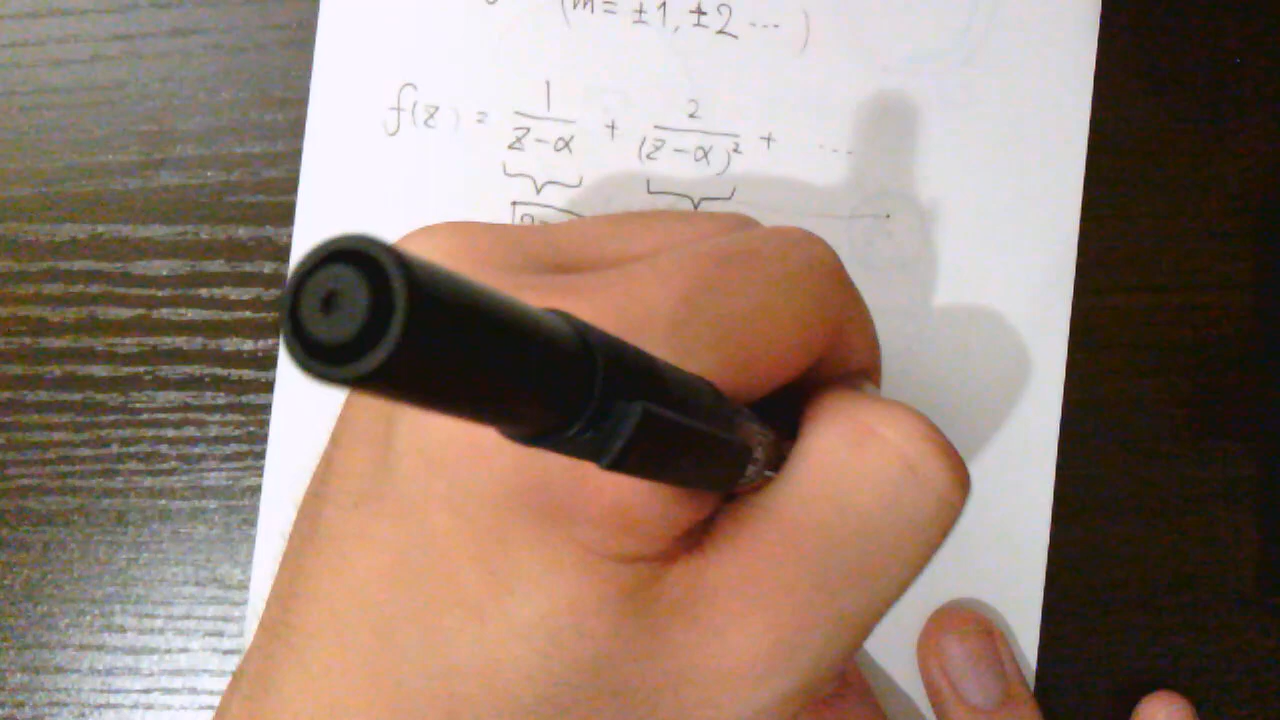 (m = ±1, ±2 ...)
f(z) = 1/(z-α) + 2/(z-α)² + ...